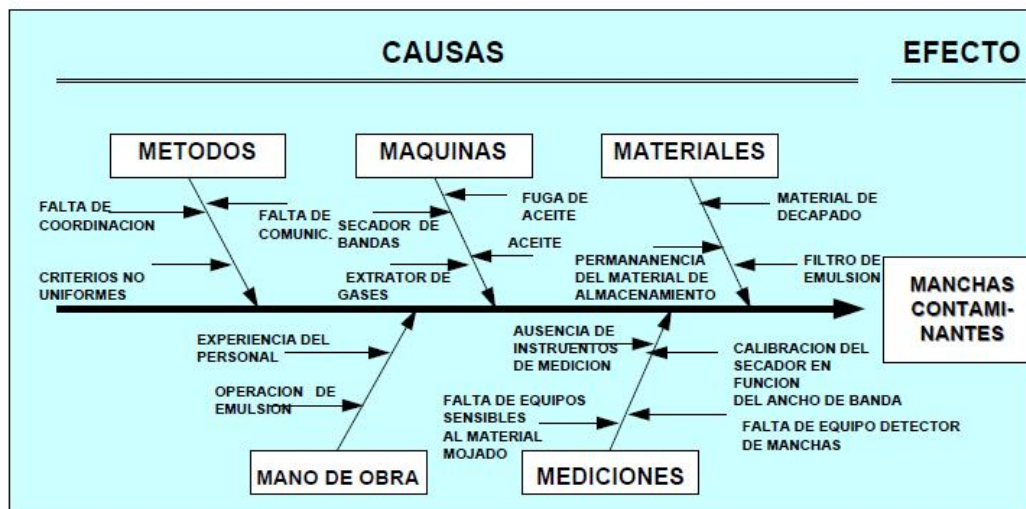 CAUSAS
EFECTO
METODOS
MAQUINAS
MATERIALES
FALTA DE
COORDINACION
FALTA DE
COMUNIC.
CRITERIOS NO
UNIFORMES
FUGA DE
ACEITE
SECADOR DE
BANDAS
ACEITE
EXTRATOR DE
GASES
MATERIAL DE
DECAPADO
PERMANANENCIA
DEL MATERIAL DE
ALMACENAMIENTO
FILTRO DE
EMULSION
MANCHAS
CONTAMI-
NANTES
EXPERIENCIA DEL
PERSONAL
OPERACION DE
EMULSION
AUSENCIA DE
INSTRUENTOS
DE MEDICION
CALIBRACION DEL
SECADOR EN
FUNCION
DEL ANCHO DE BANDA
FALTA DE EQUIPOS
SENSIBLES
AL MATERIAL
MOJADO
FALTA DE EQUIPO DETECTOR
DE MANCHAS
MANO DE OBRA
MEDICIONES